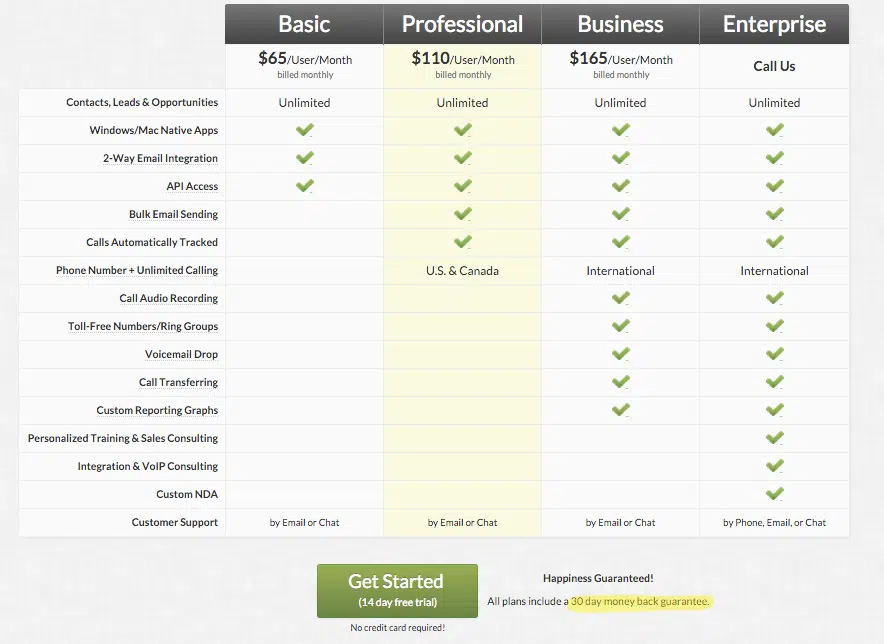 Basic Professional Business Enterprise
$65/User/Month $110/User/Month $165/User/Month Call Us
billed monthly billed monthly billed monthly
Contacts, Leads & Opportunities Unlimited Unlimited Unlimited Unlimited
Windows/Mac Native Apps
2-Way Email Integration
API Access
Bulk Email Sending
Calls Automatically Tracked
Phone Number + Unlimited Calling U.S. & Canada International International
Call Audio Recording
Toll-Free Numbers/Ring Groups
Voicemail Drop
Call Transferring
Custom Reporting Graphs
Personalized Training & Sales Consulting
Integration & VoIP Consulting
Custom NDA
Customer Support by Email or Chat by Email or Chat by Email or Chat by Phone, Email, or Chat
Get Started
(14 day free trial)
No credit card required!
Happiness Guaranteed!
All plans include a 30 day money back guarantee.